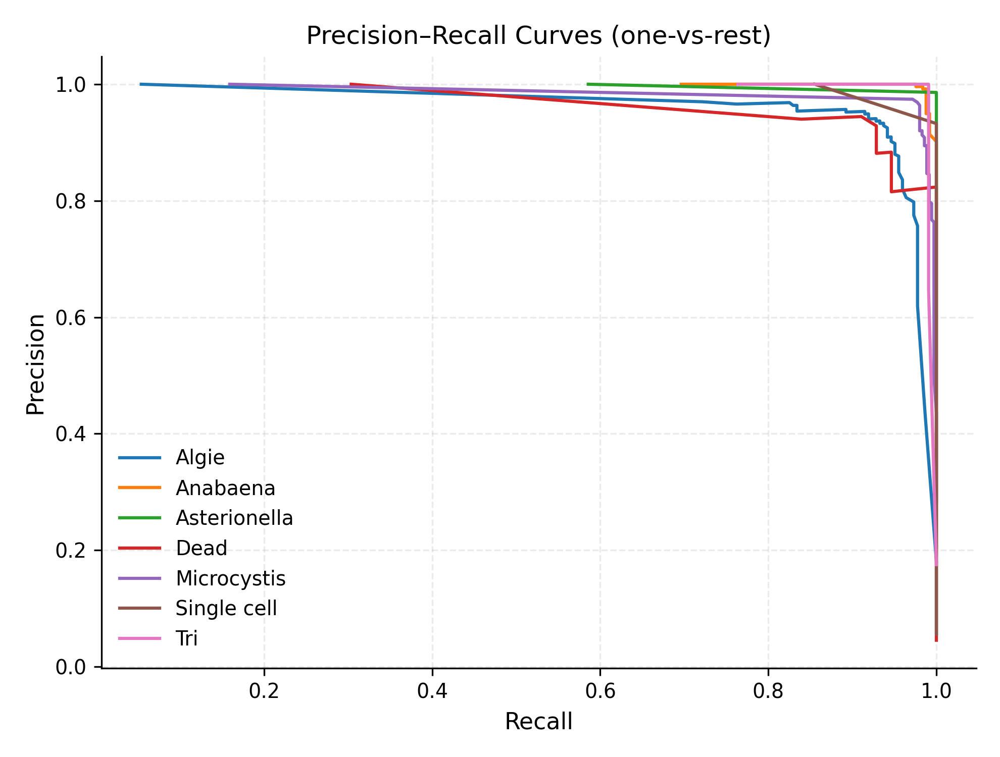 Precision–Recall Curves (one-vs-rest)
1.0
0.8
0.6
0.4
0.2
0.0
Precision
Algie
Anabaena
Asterionella
Dead
Microcystis
Single cell
Tri
0.2 0.4 0.6 0.8 1.0
Recall